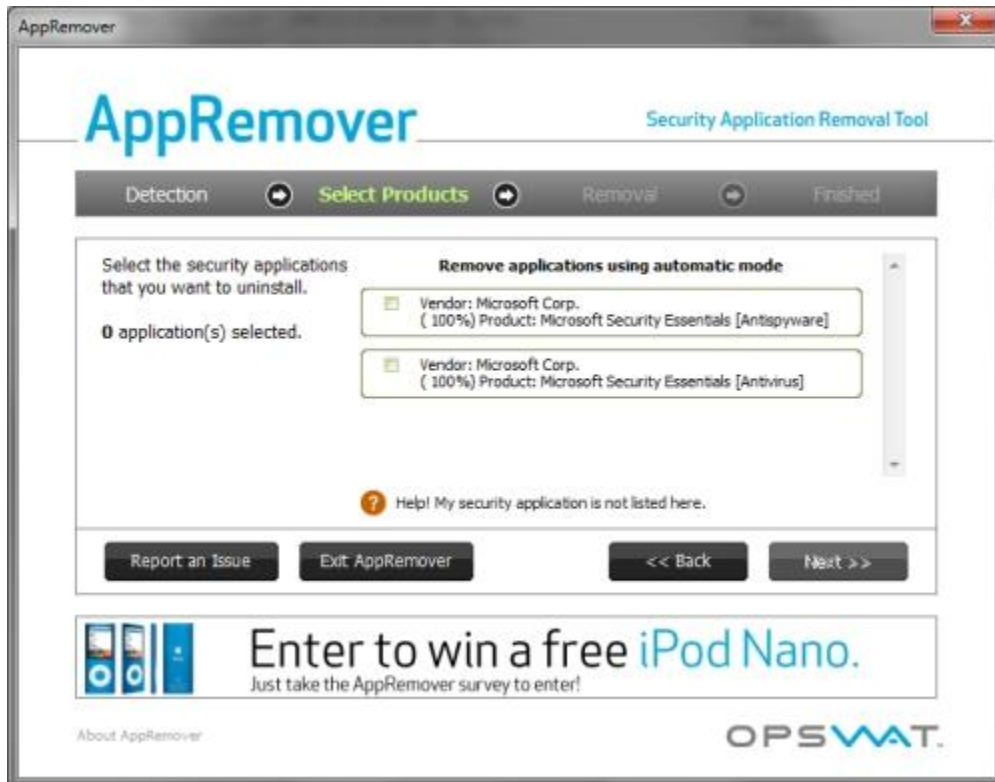 AppRemover
AppRemover
Security Application Removal Tool
Detection
Select Products
Removal
Finished
Select the security applications
that you want to uninstall.
0 application(s) selected.
Remove applications using automatic mode
Vendor: Microsoft Corp.
( 100%) Product: Microsoft Security Essentials [Antispyware]
Vendor: Microsoft Corp.
( 100%) Product: Microsoft Security Essentials [Antivirus]
? Help! My security application is not listed here.
Report an Issue
Exit AppRemover
<< Back
Next >>
Enter to win a free iPod Nano.
Just take the AppRemover survey to enter!
About AppRemover
OPSWAT.